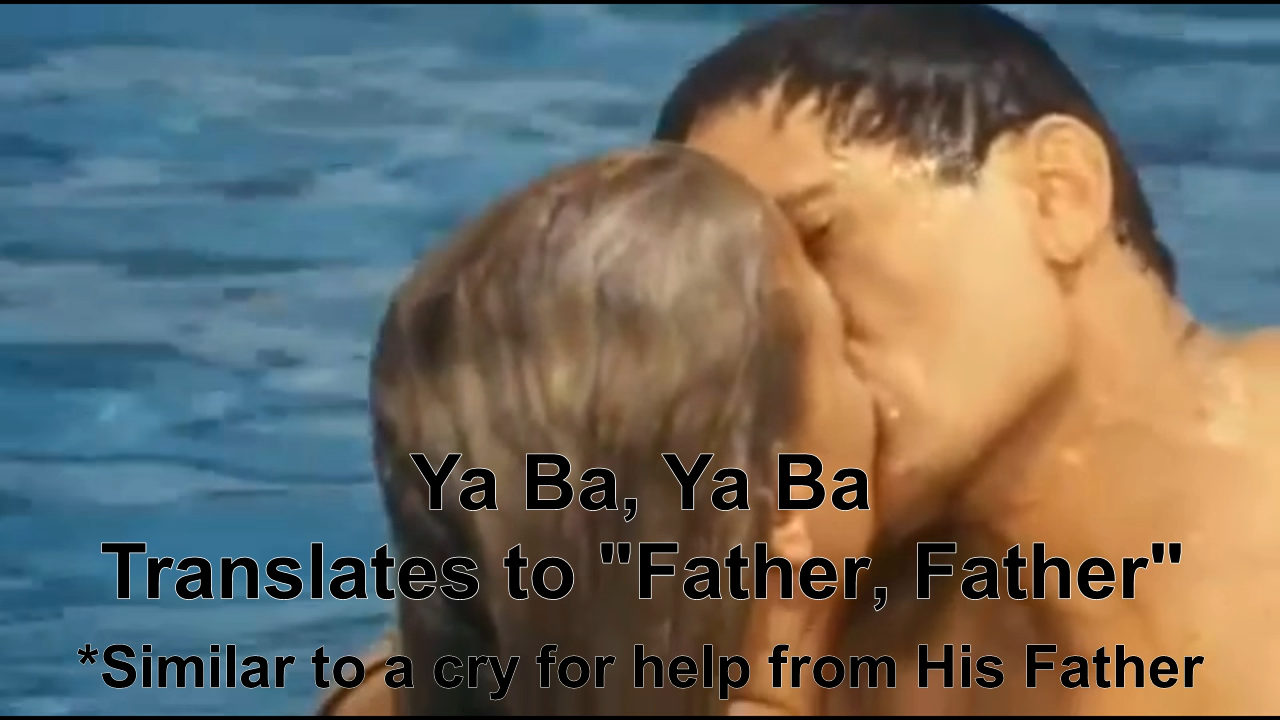 Ya Ba, Ya Ba
Translates to "Father, Father"
*Similar to a cry for help from His Father